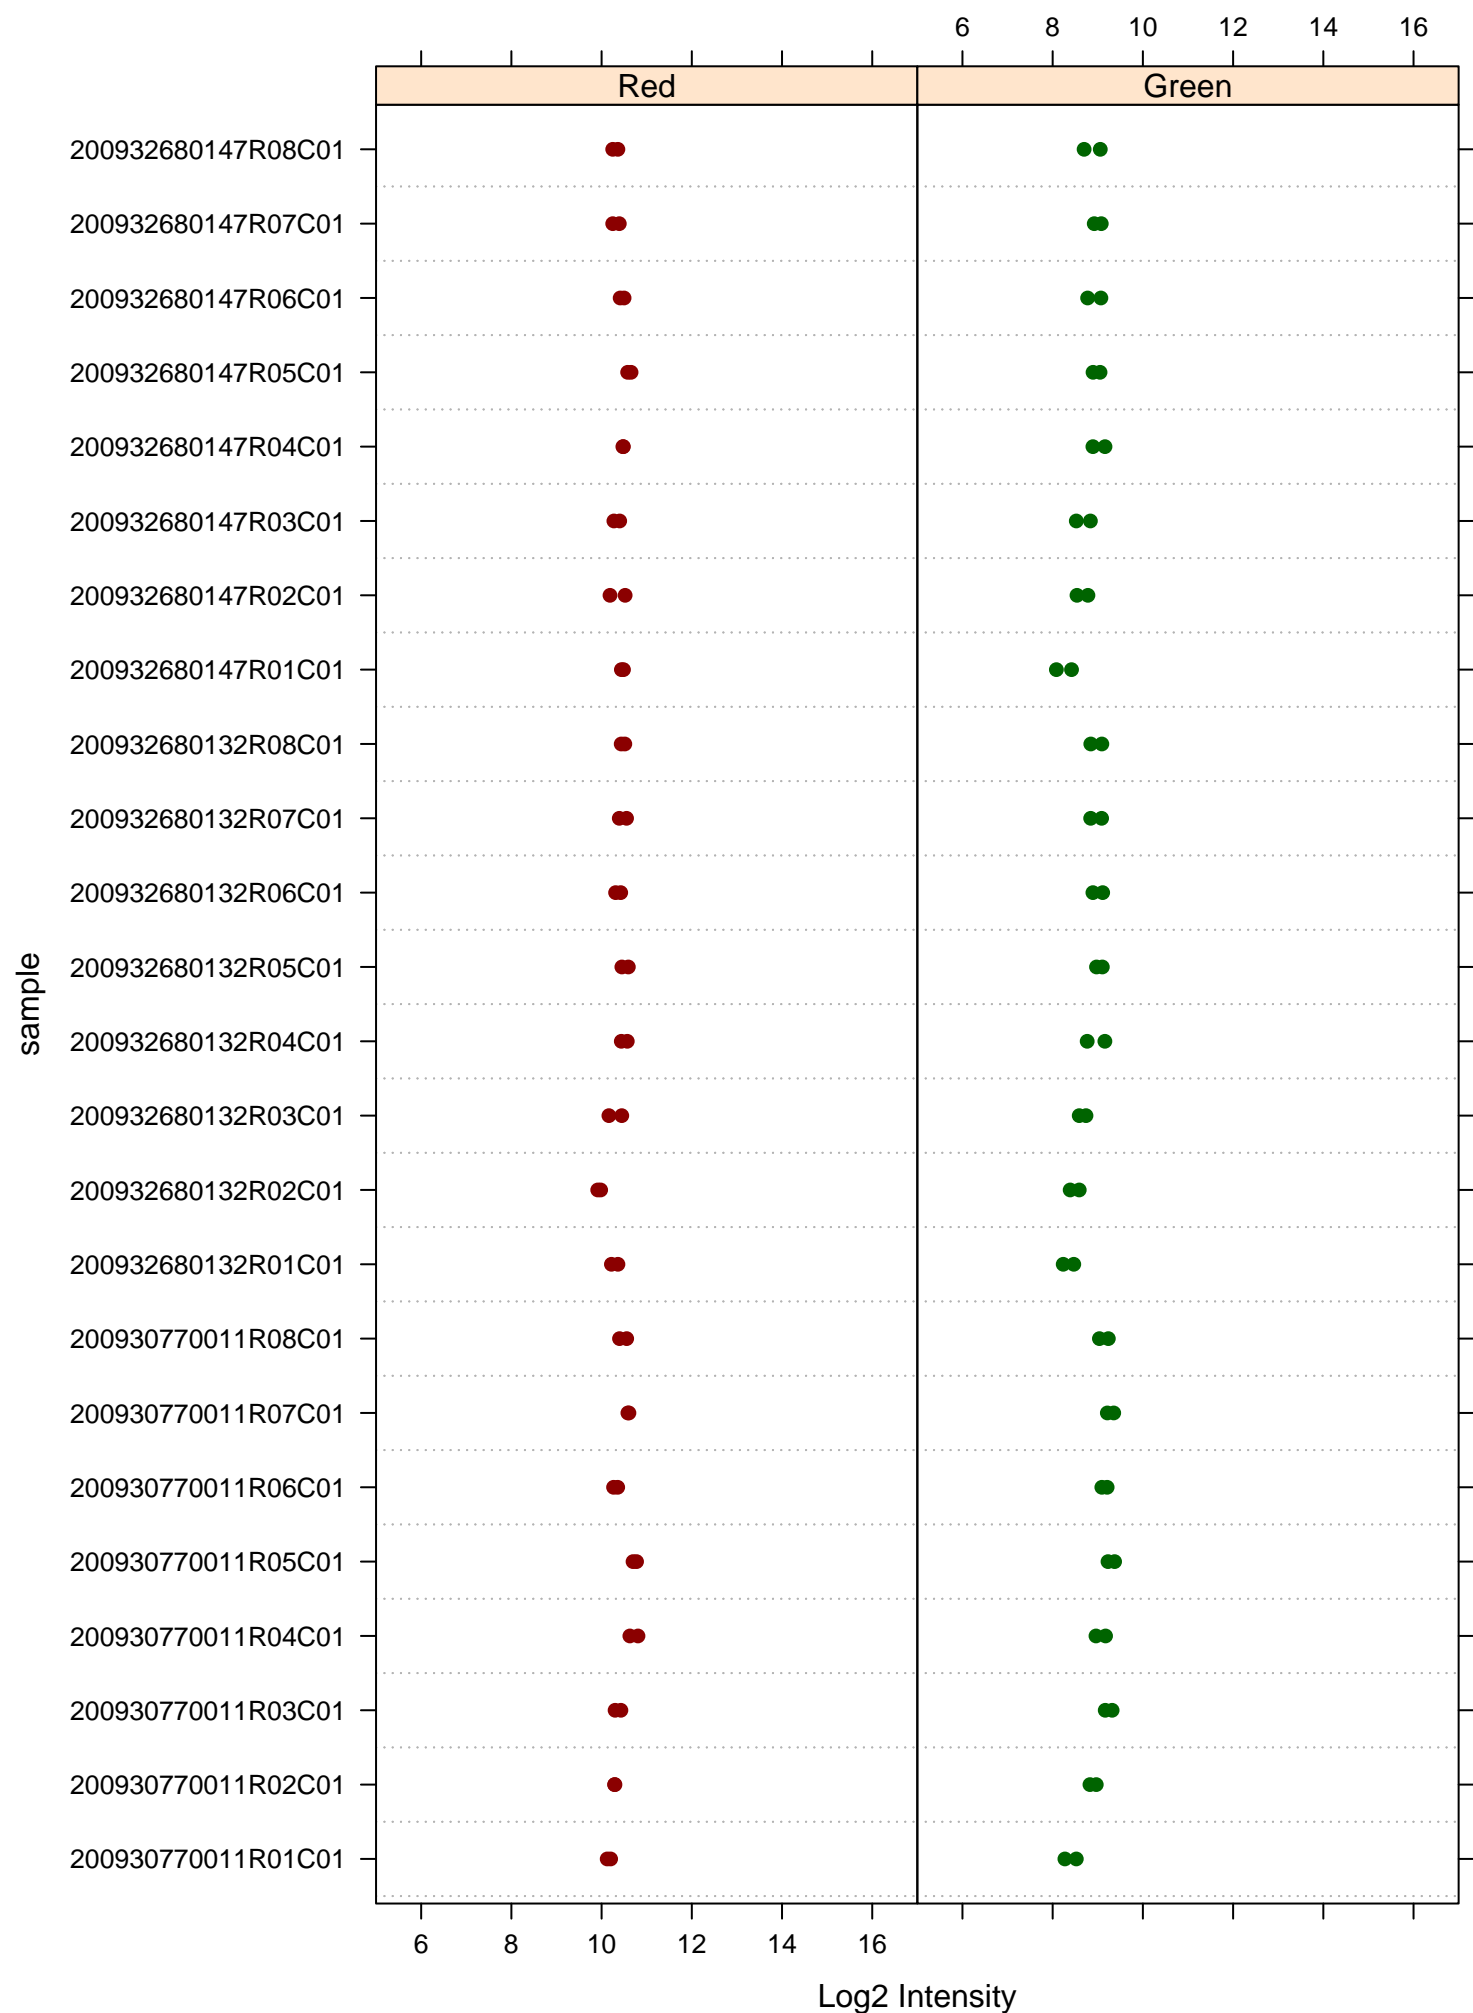 6 8 10 12 14 16
Red Green
200932680147R08C01
200932680147R07C01
200932680147R06C01
200932680147R05C01
200932680147R04C01
200932680147R03C01
200932680147R02C01
200932680147R01C01
200932680132R08C01
200932680132R07C01
200932680132R06C01
200932680132R05C01
sample
200932680132R04C01
200932680132R03C01
200932680132R02C01
200932680132R01C01
200930770011R08C01
200930770011R07C01
200930770011R06C01
200930770011R05C01
200930770011R04C01
200930770011R03C01
200930770011R02C01
200930770011R01C01
6 8 10 12 14 16
Log2 Intensity